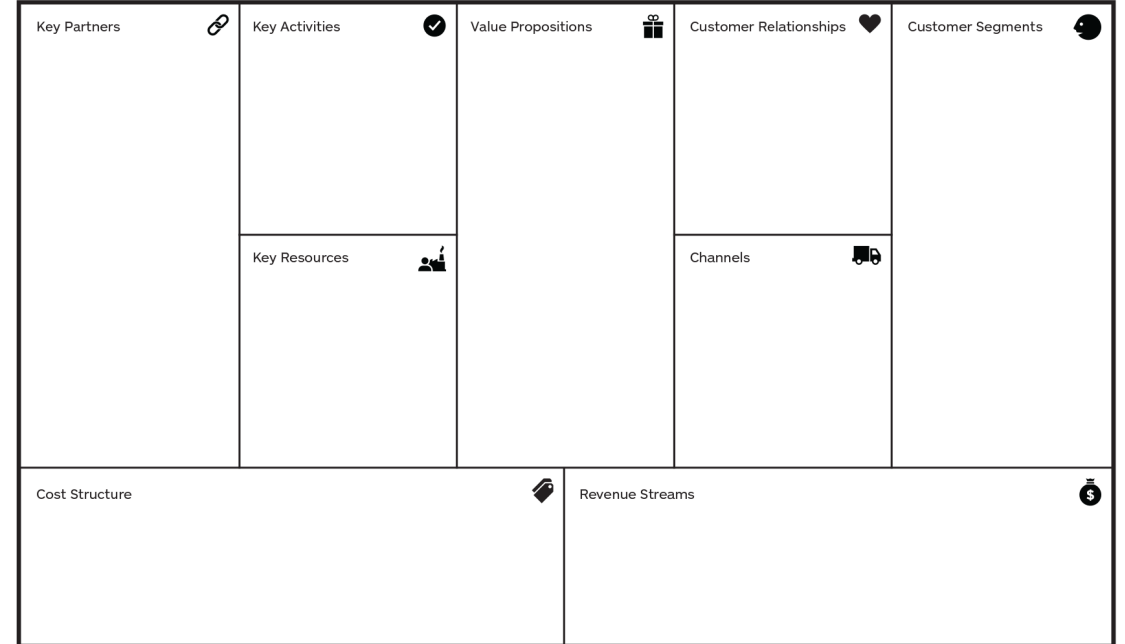 Key Partners
Key Activities
Value Propositions
Customer Relationships
Customer Segments
Key Resources
Channels
Cost Structure
Revenue Streams
$